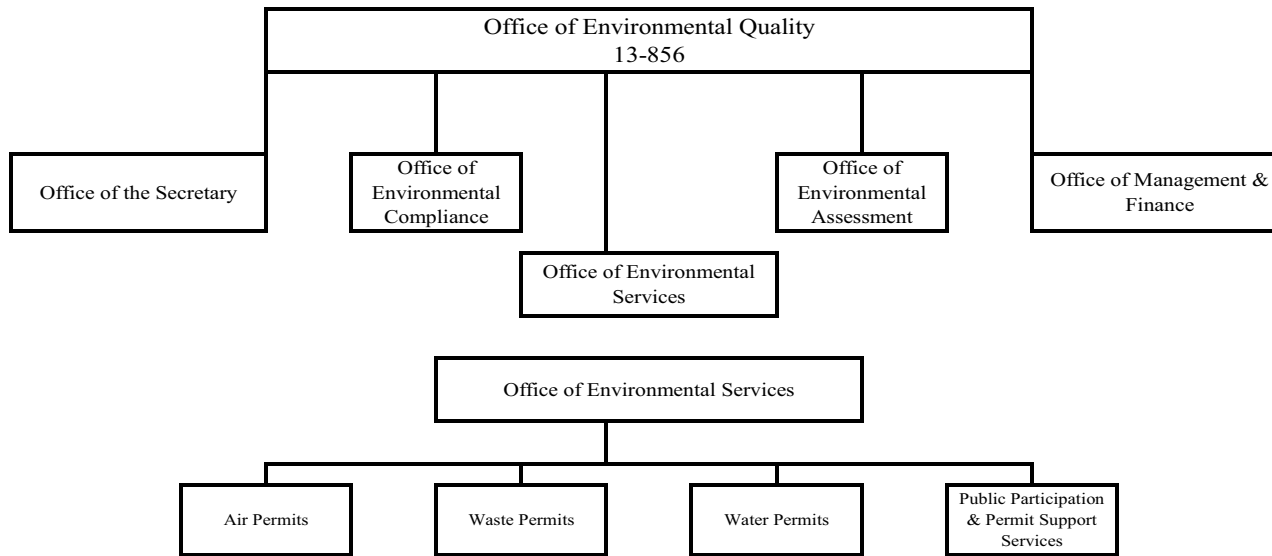 Office of Environmental Quality
13-856
Office of the Secretary
Office of
Environmental
Compliance
Office of
Environmental
Assessment
Office of Management &
Finance
Office of Environmental
Services
Office of Environmental Services
Air Permits
Waste Permits
Water Permits
Public Participation
& Permit Support
Services